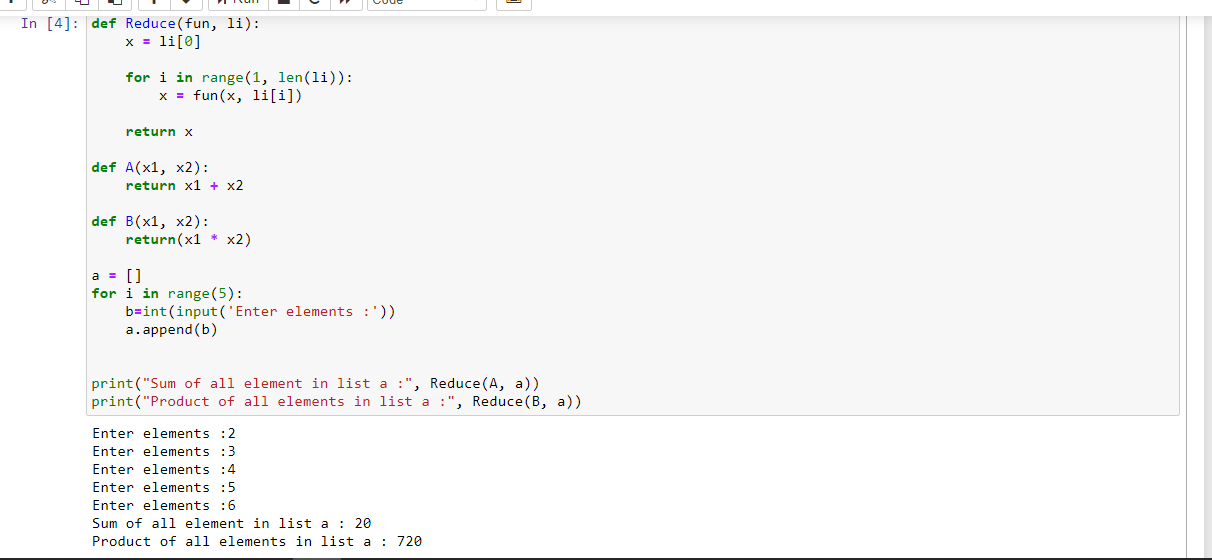 Run Code
In [4]: def Reduce(fun, li):
    x = li[0]

    for i in range(1, len(li)):
        x = fun(x, li[i])

    return x

def A(x1, x2):
    return x1 + x2

def B(x1, x2):
    return(x1 * x2)

a = []
for i in range(5):
    b=int(input('Enter elements :'))
    a.append(b)


print("Sum of all element in list a :", Reduce(A, a))
print("Product of all elements in list a :", Reduce(B, a))
Enter elements :2
Enter elements :3
Enter elements :4
Enter elements :5
Enter elements :6
Sum of all element in list a : 20
Product of all elements in list a : 720